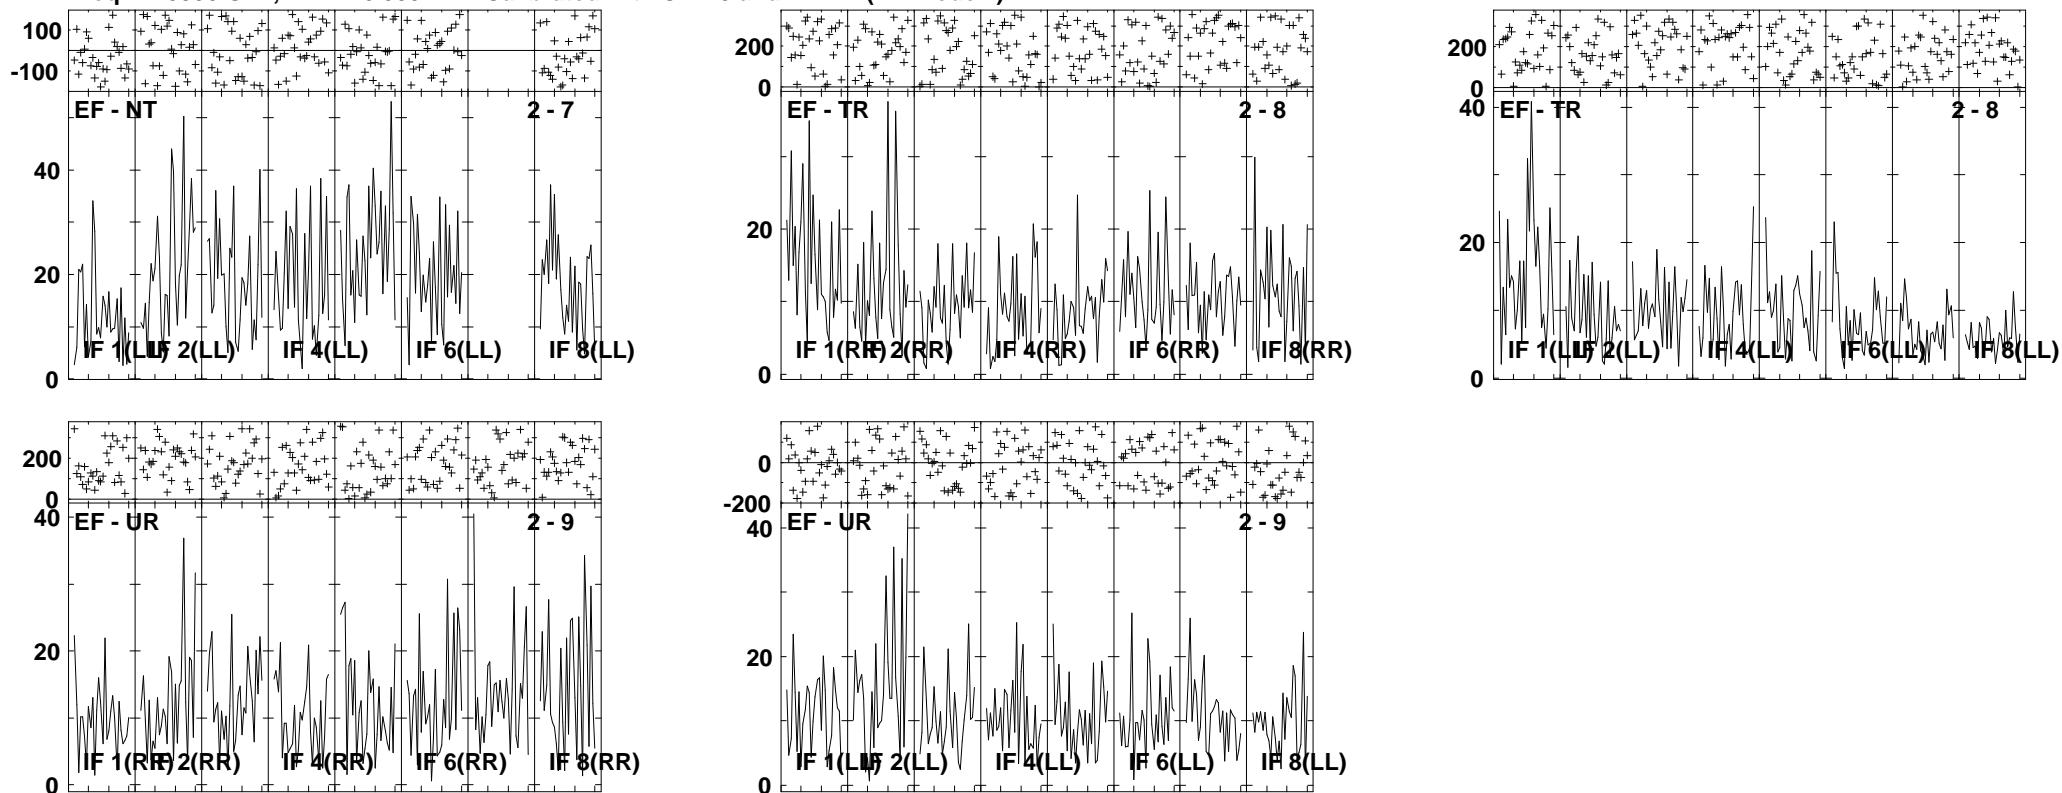 100
-100
EF - NT
2 - 7
40
20
0
IF 1(LL)
IF 2(LL)
IF 4(LL)
IF 6(LL)
IF 8(LL)
200
0
EF - TR
2 - 8
20
0
IF 1(RR)
IF 2(RR)
IF 4(RR)
IF 6(RR)
IF 8(RR)
200
0
40
EF - TR
2 - 8
20
0
IF 1(LL)
IF 2(LL)
IF 4(LL)
IF 6(LL)
IF 8(LL)
200
0
40
EF - UR
2 - 9
20
0
IF 1(RR)
IF 2(RR)
IF 4(RR)
IF 6(RR)
IF 8(RR)
0
-200
40
EF - UR
2 - 9
20
0
IF 1(LL)
IF 2(LL)
IF 4(LL)
IF 6(LL)
IF 8(LL)